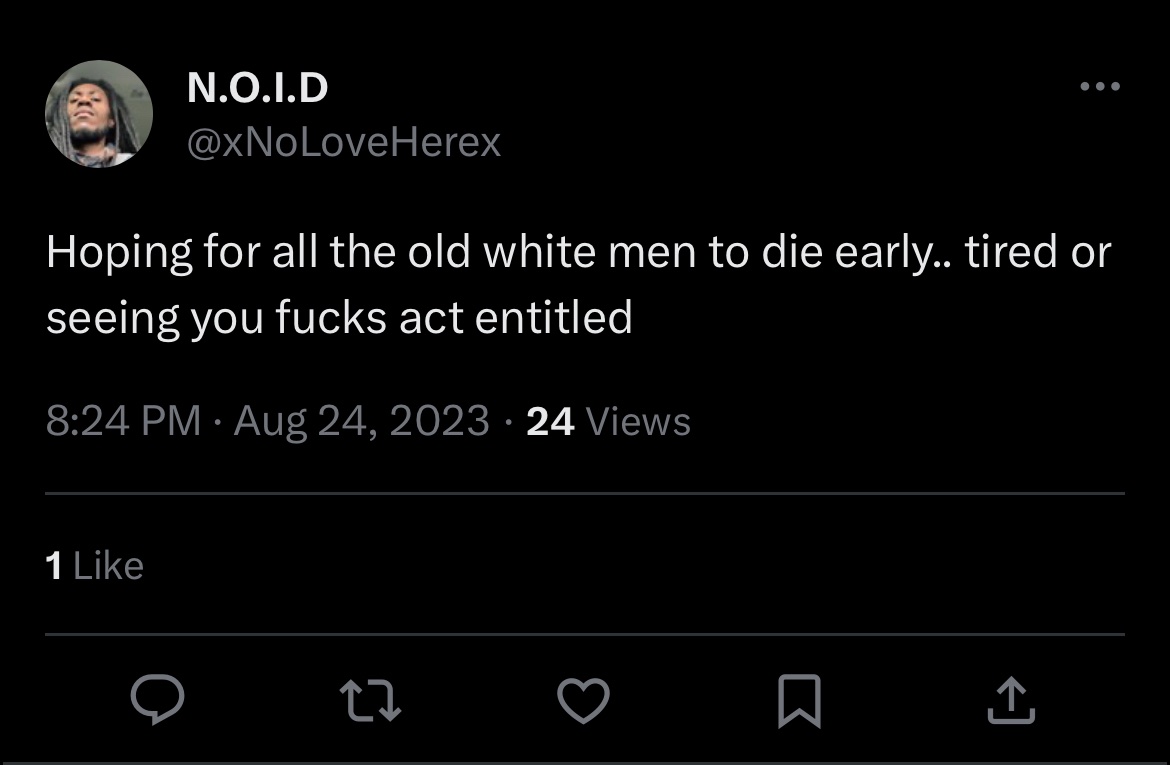 N.O.I.D
@xNoLoveHerex
Hoping for all the old white men to die early.. tired or
seeing you fucks act entitled
8:24 PM · Aug 24, 2023 · 24 Views
1 Like